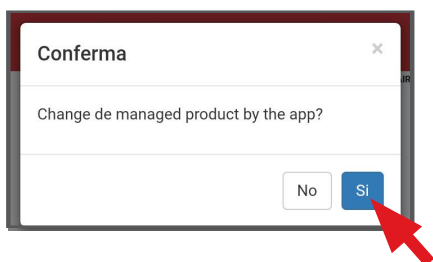 Conferma
×
Change de managed product by the app?
No
Si